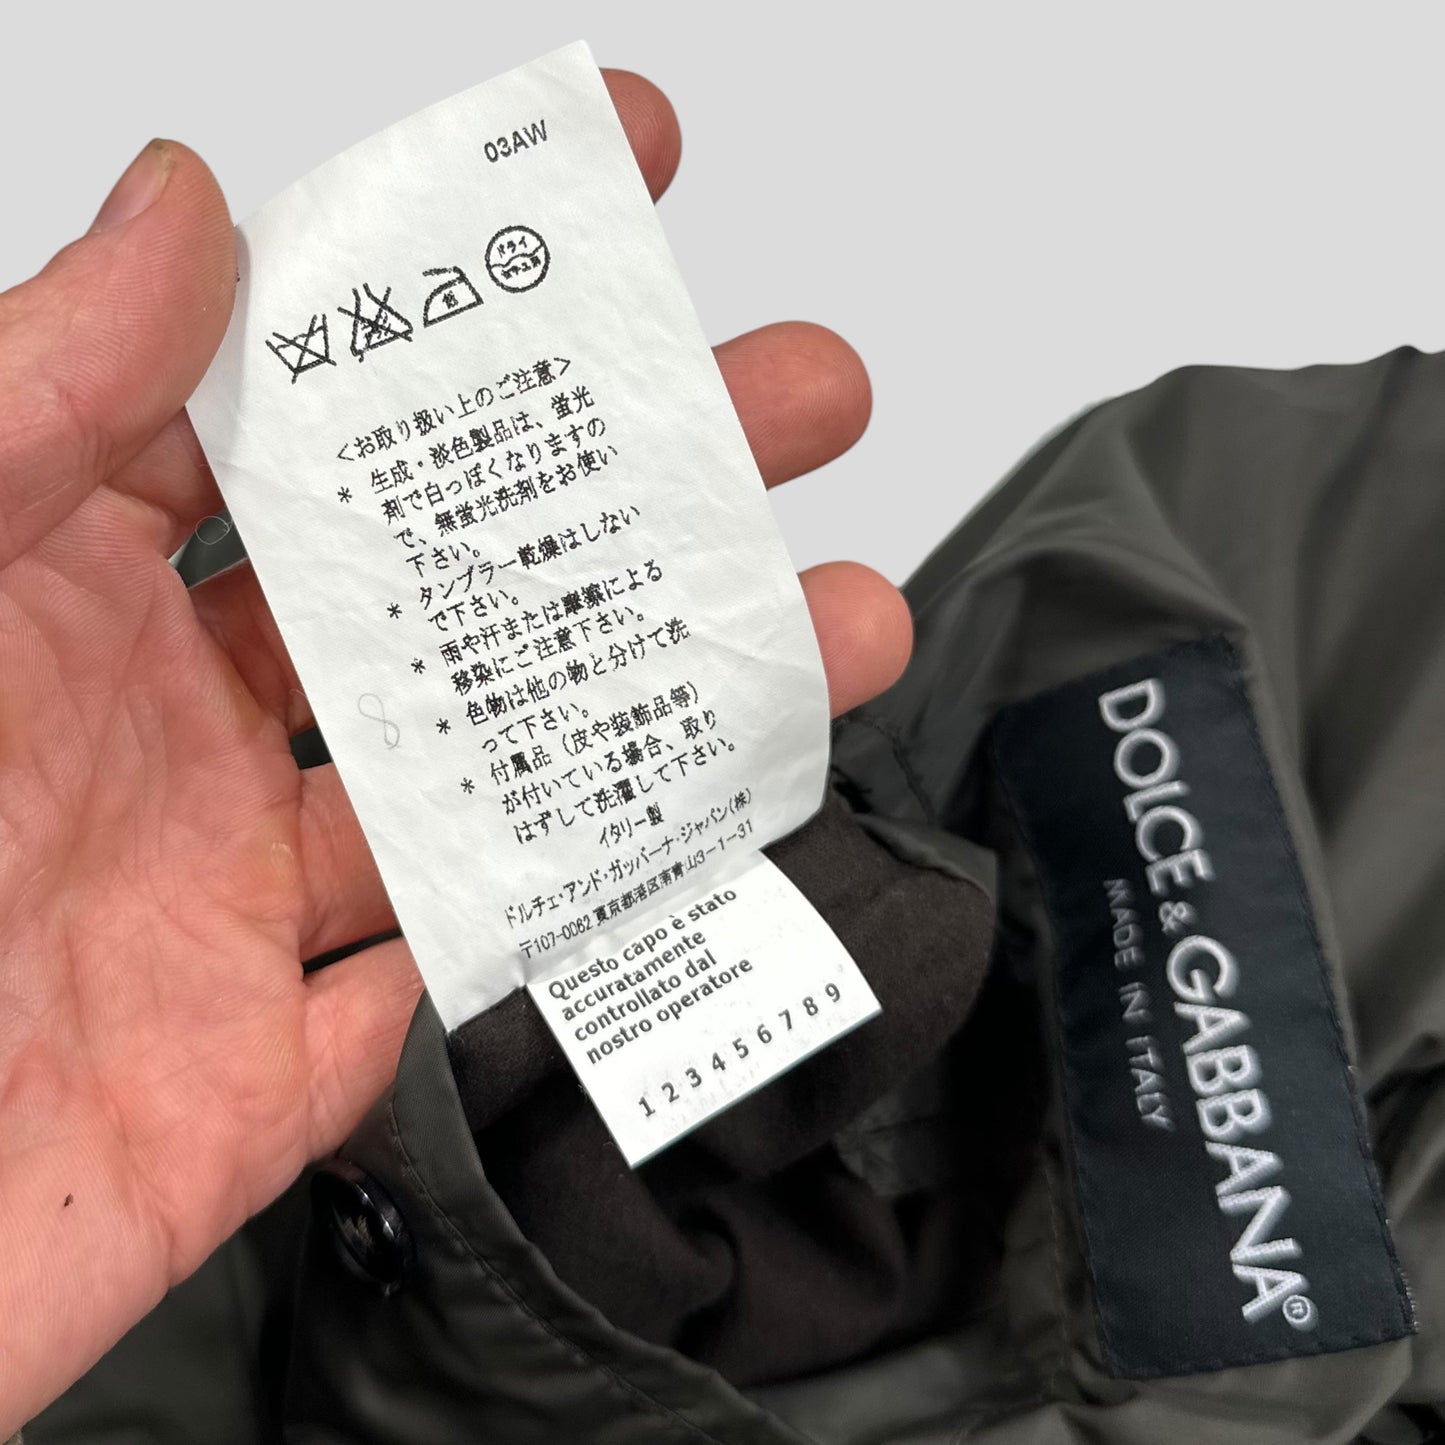 03AW
ドライ
セキユ系
<お取り扱い上のご注意>
* 生成・淡色製品は、蛍光
剤で白っぽくなりますの
で、無蛍光洗剤をお使い
下さい。
* タンブラー乾燥はしない
で下さい。
* 雨や汗または摩擦による
移染にご注意下さい。
* 色物は他の物と分けて洗
って下さい。
* 付属品(皮や装飾品等)
が付いている場合、取り
はずして洗濯して下さい。
イタリー製
ドルチェ・アンド・ガッバーナ・ジャパン(株)
〒107-0062 東京都港区南青山3-1-31
8
Questo capo è stato
accuratamente
controllato dal
nostro operatore
1 2 3 4 5 6 7 8 9
DOLCE & GABBANA®
MADE IN ITALY